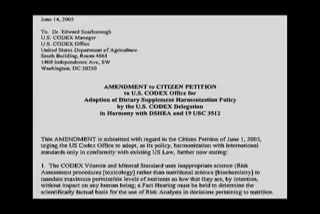 June 14, 2005
To: Dr. Edward Scarborough
U.S. CODEX Manager
U.S. CODEX Office
United States Department of Agriculture
South Building, Room 4861
1400 Independence Ave, SW
Washington, DC 20250
AMENDMENT to CITIZEN PETITION
to U.S. CODEX Office for
Adoption of Dietary Supplement Harmonization Policy
by the U.S. CODEX Delegation
in Harmony with DSHEA and 19 USC 3512
This AMENDMENT is submitted with regard to the Citizen Petition of June 1, 2005,
urging the US Codex Office to adopt, as its policy, harmonization with international
standards only in conformity with existing US Law, further now stating:
1. The CODEX Vitamin and Mineral Standard uses inappropriate science (Risk
Assessment procedures [toxicology] rather than nutritional science [Biochemistry] to
mandate maximum permissible levels of nutrients so low that they are, by intention,
without impact on any human being; a Fact Hearing must be held to determine the
scientifically factual basis for the use of Risk Analysis in decisions pertaining to nutrition.